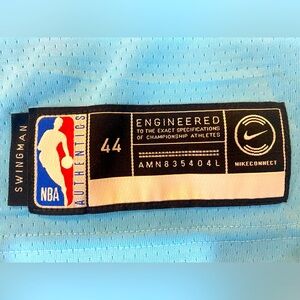 SWINGMAN
NBA
AUTHENTICS
44
ENGINEERED
TO THE EXACT SPECIFICATIONS
OF CHAMPIONSHIP ATHLETES
AMN835404L
NIKECONNECT